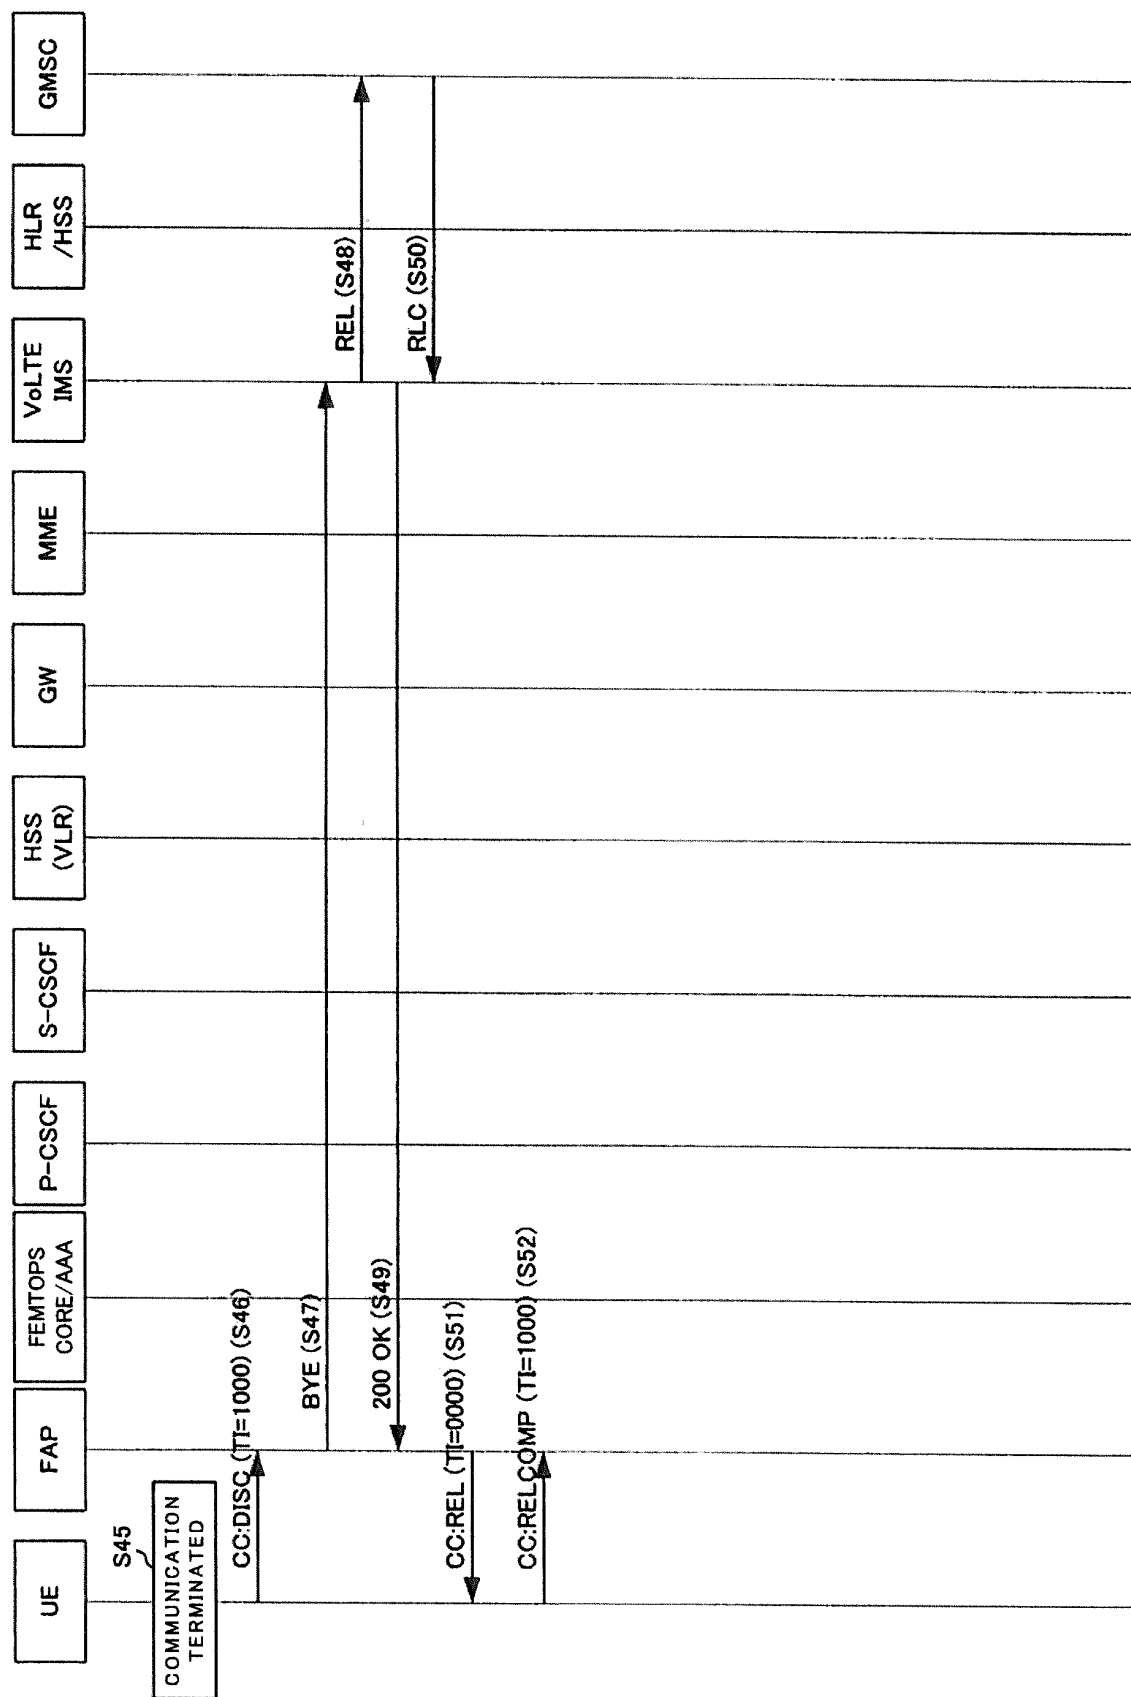 UE
FAP
FEMTOPS
CORE/AAA
P-CSCF
S-CSCF
HSS
(VLR)
GW
MME
VoLTE
IMS
HLR
/HSS
GMSC
S45
COMMUNICATION
TERMINATED
CC:DISC (TI=1000) (S46)
BYE (S47)
REL (S48)
200 OK (S49)
RLC (S50)
CC:REL (TI=0000) (S51)
CC:RELCOMP (TI=1000) (S52)